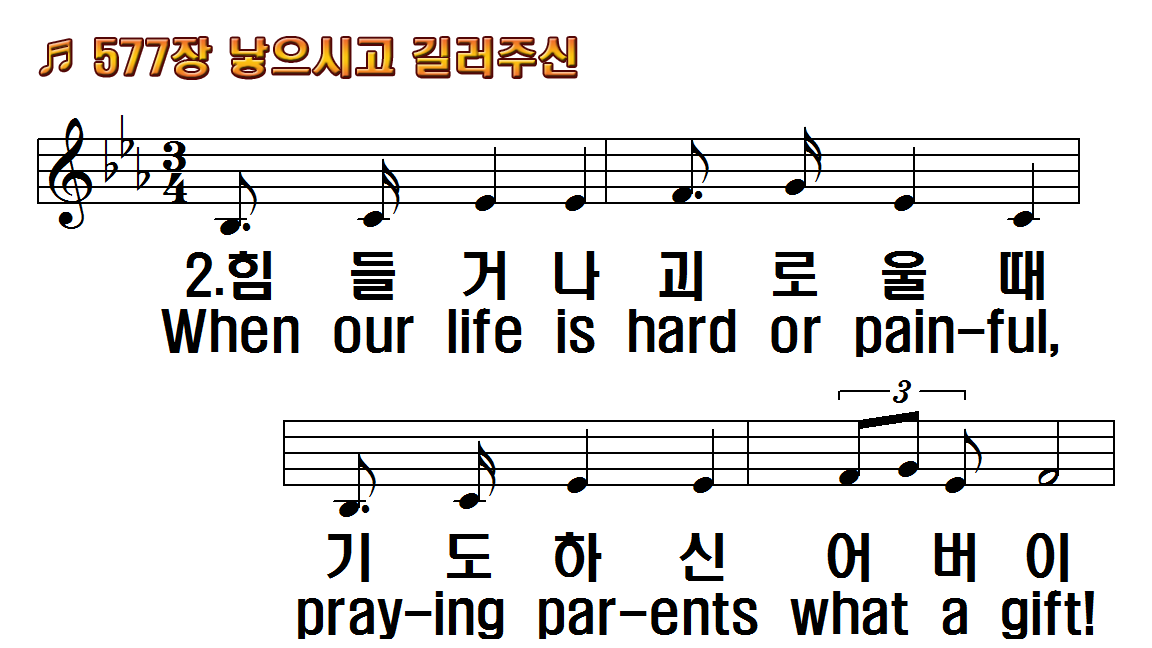 ♬ 577장 낳으시고 길러주신
3
4
2.힘 들 거 나 괴 로 울 때
When our life is hard or pain-ful,
3
기 도 하 신 어 버 이
pray-ing par-ents what a gift!